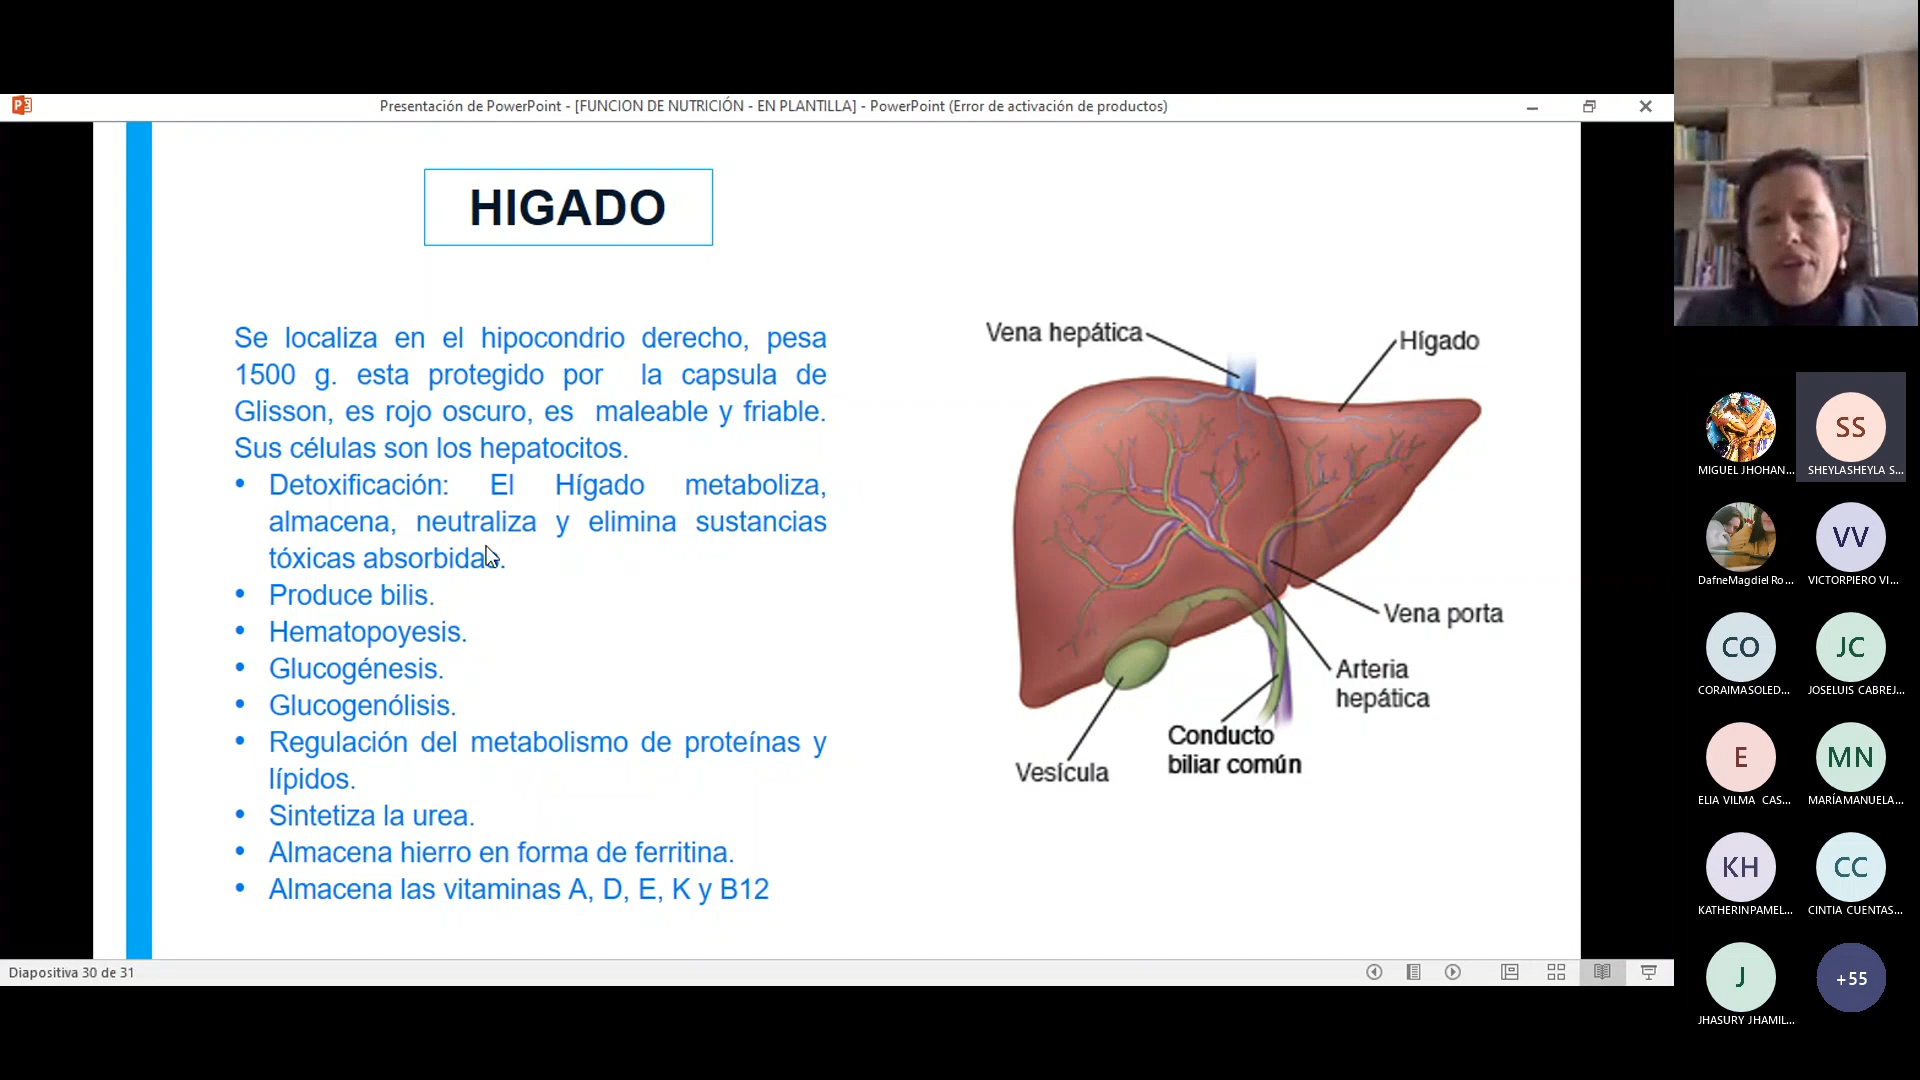 Presentación de PowerPoint - [FUNCION DE NUTRICIÓN - EN PLANTILLA] - PowerPoint (Error de activación de productos)
HIGADO
Se localiza en el hipocondrio derecho, pesa
1500 g. esta protegido por la capsula de
Glisson, es rojo oscuro, es maleable y friable.
Sus células son los hepatocitos.
• Detoxificación: El Hígado metaboliza,
almacena, neutraliza y elimina sustancias
tóxicas absorbidas.
• Produce bilis.
• Hematopoyesis.
• Glucogénesis.
• Glucogenólisis.
• Regulación del metabolismo de proteínas y
lípidos.
• Sintetiza la urea.
• Almacena hierro en forma de ferritina.
• Almacena las vitaminas A, D, E, K y B12
Vena hepática
Hígado
Vena porta
Arteria
hepática
Conducto
biliar común
Vesícula
Diapositiva 30 de 31
MIGUEL JHOHAN...
SS
SHEYLASHEYLA S...
DafneMagdiel Ro...
VV
VICTORPIERO VI...
CO
CORAIMASOLED...
JC
JOSELUIS CABREJ...
E
ELIA VILMA CAS...
MN
MARÍAMANUELA...
KH
KATHERINPAMEL...
CC
CINTIA CUENTAS...
J
JHASURY JHAMIL...
+55